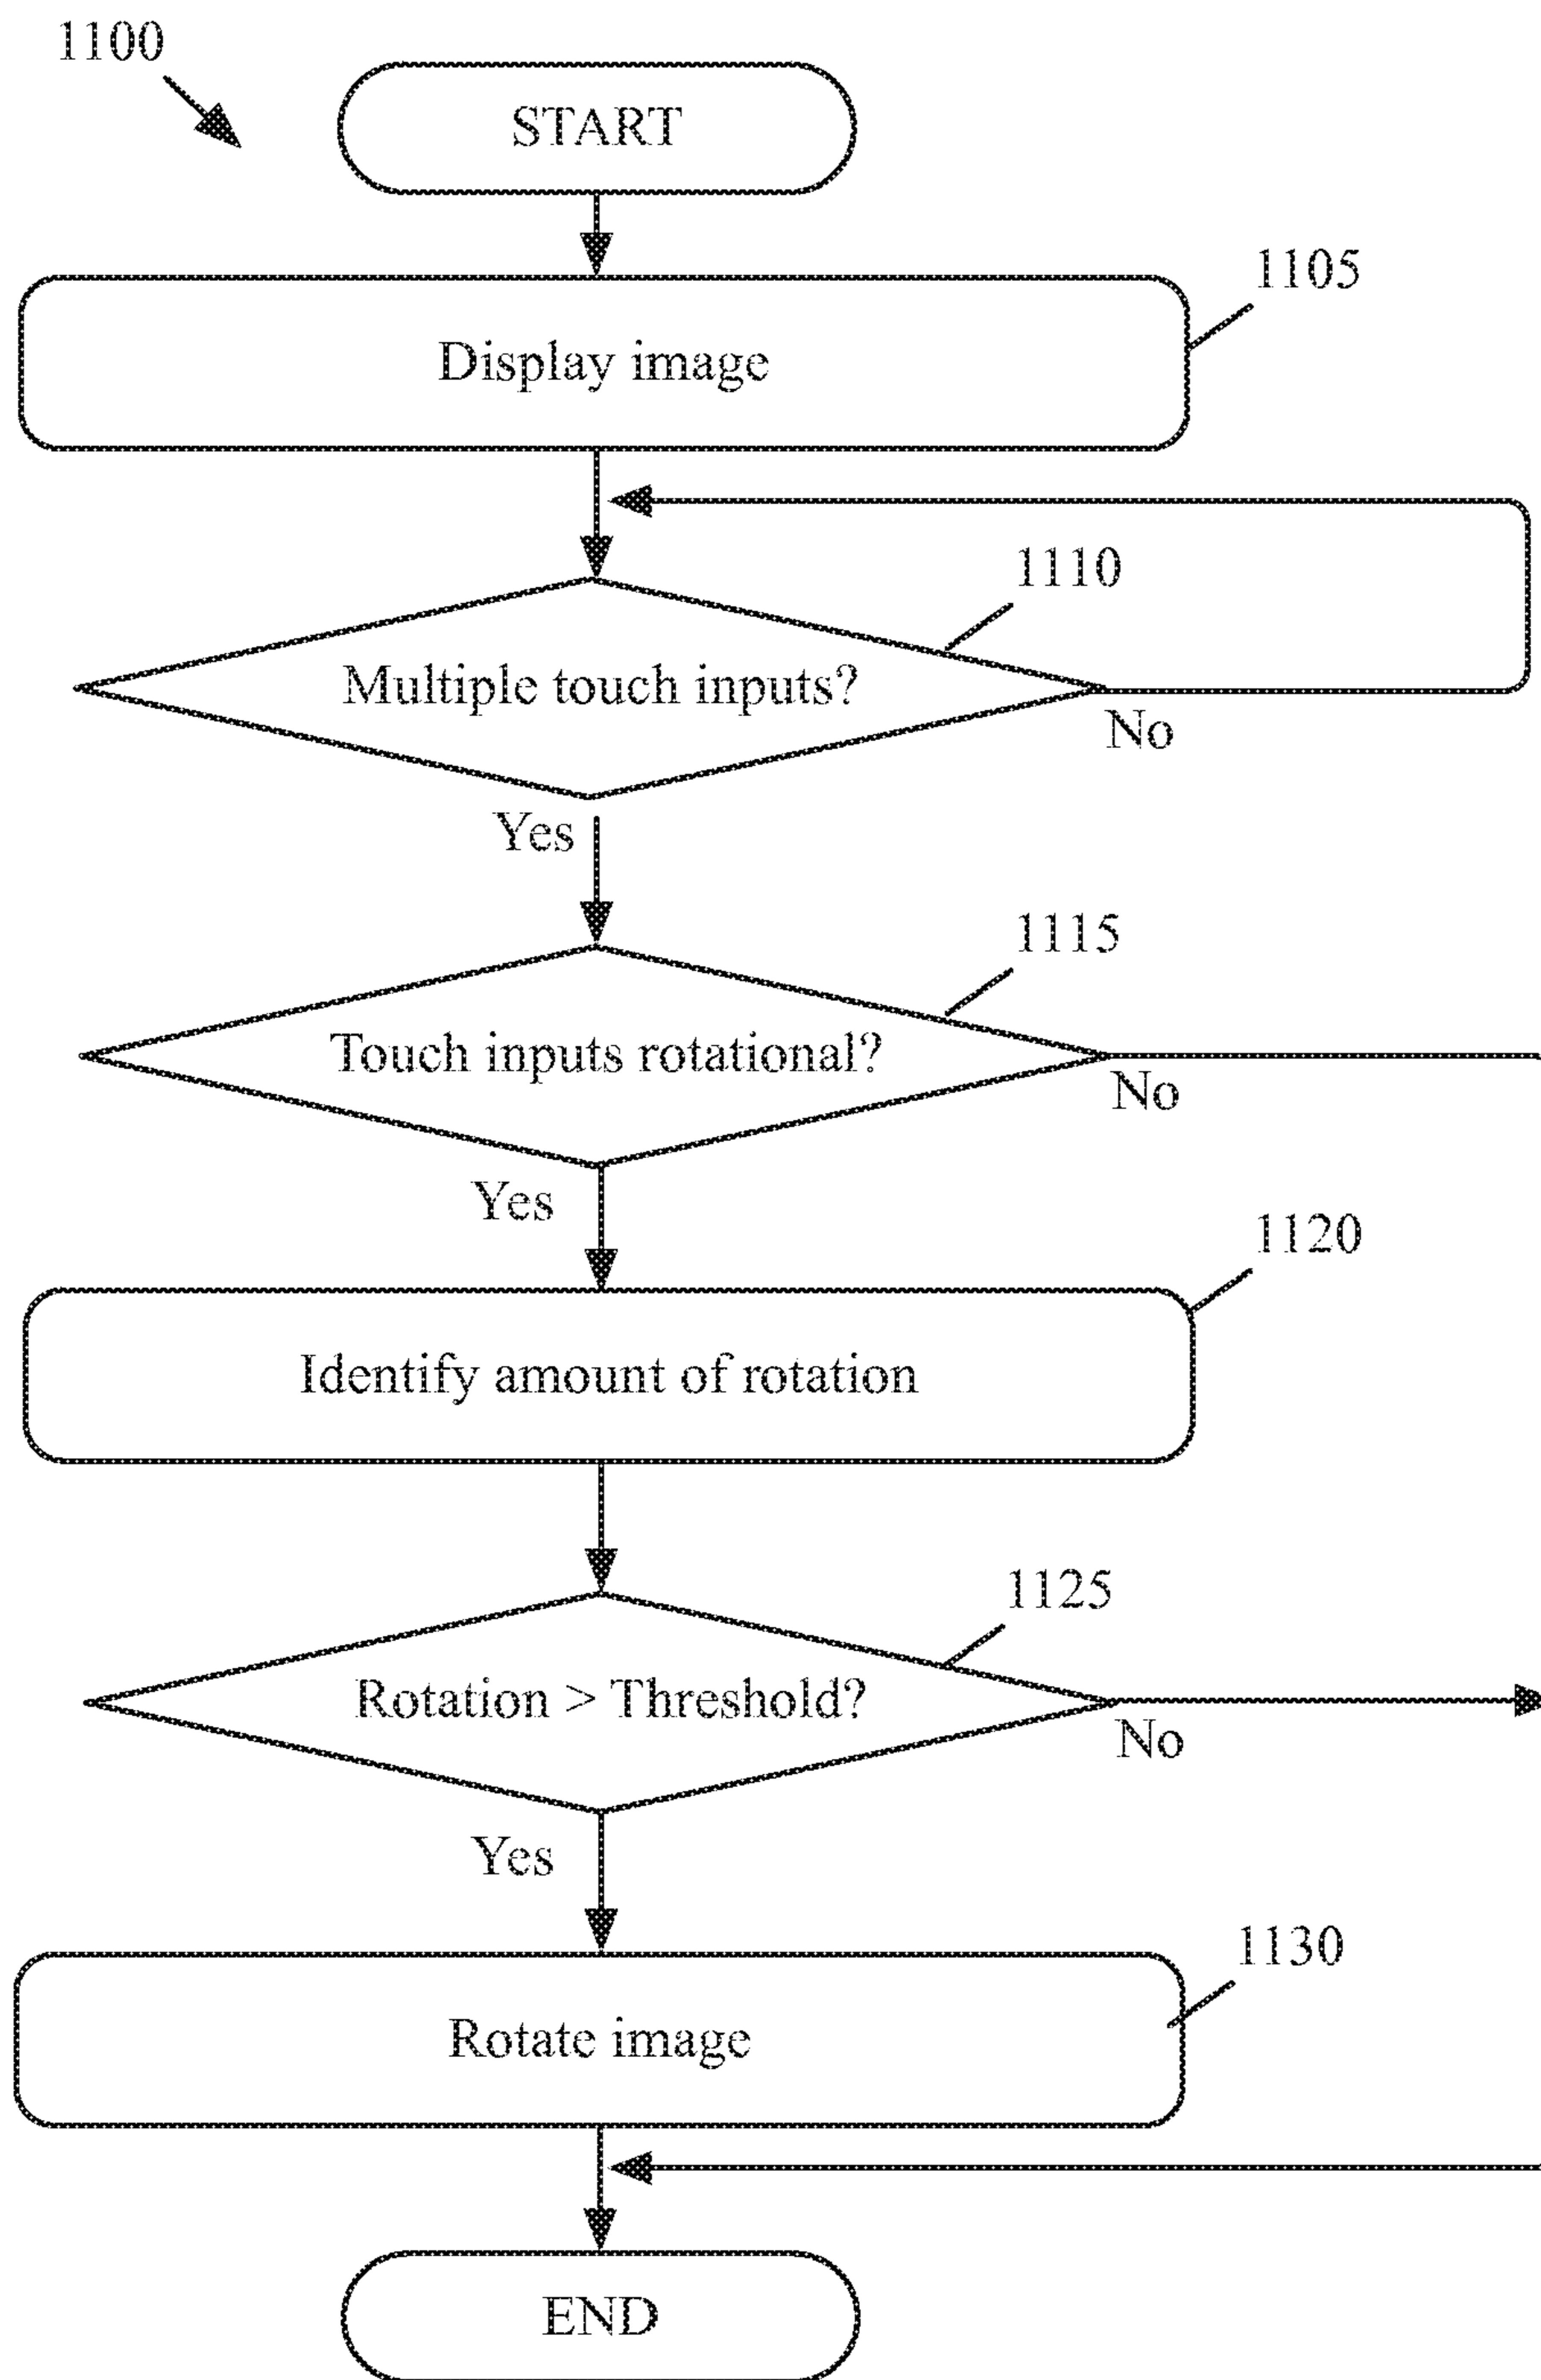 1100
START
1105
Display image
1110
Multiple touch inputs?
No
Yes
1115
Touch inputs rotational?
No
Yes
1120
Identify amount of rotation
1125
Rotation > Threshold?
No
Yes
1130
Rotate image
END